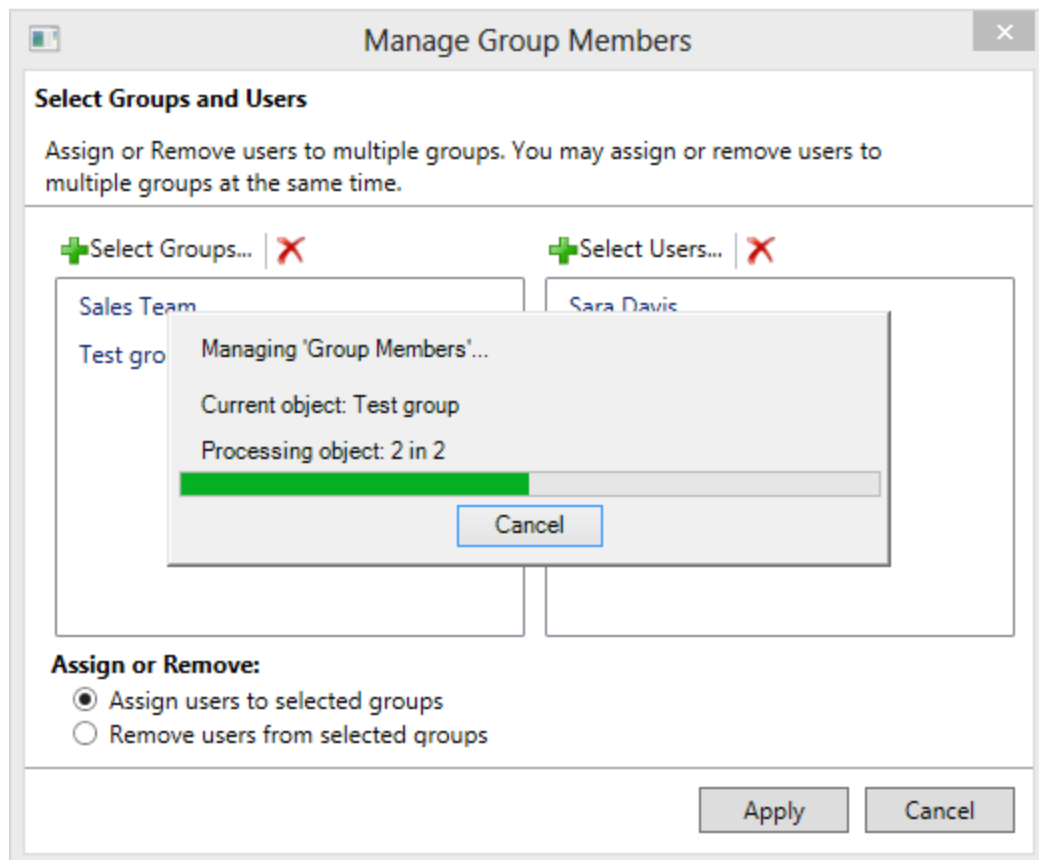 Manage Group Members
Select Groups and Users
Assign or Remove users to multiple groups. You may assign or remove users to
multiple groups at the same time.
Select Groups... Select Users...
Sales Team Sara Davis
Test gro
Managing 'Group Members'...
Current object: Test group
Processing object: 2 in 2
Cancel
Assign or Remove:
Assign users to selected groups
Remove users from selected groups
Apply Cancel